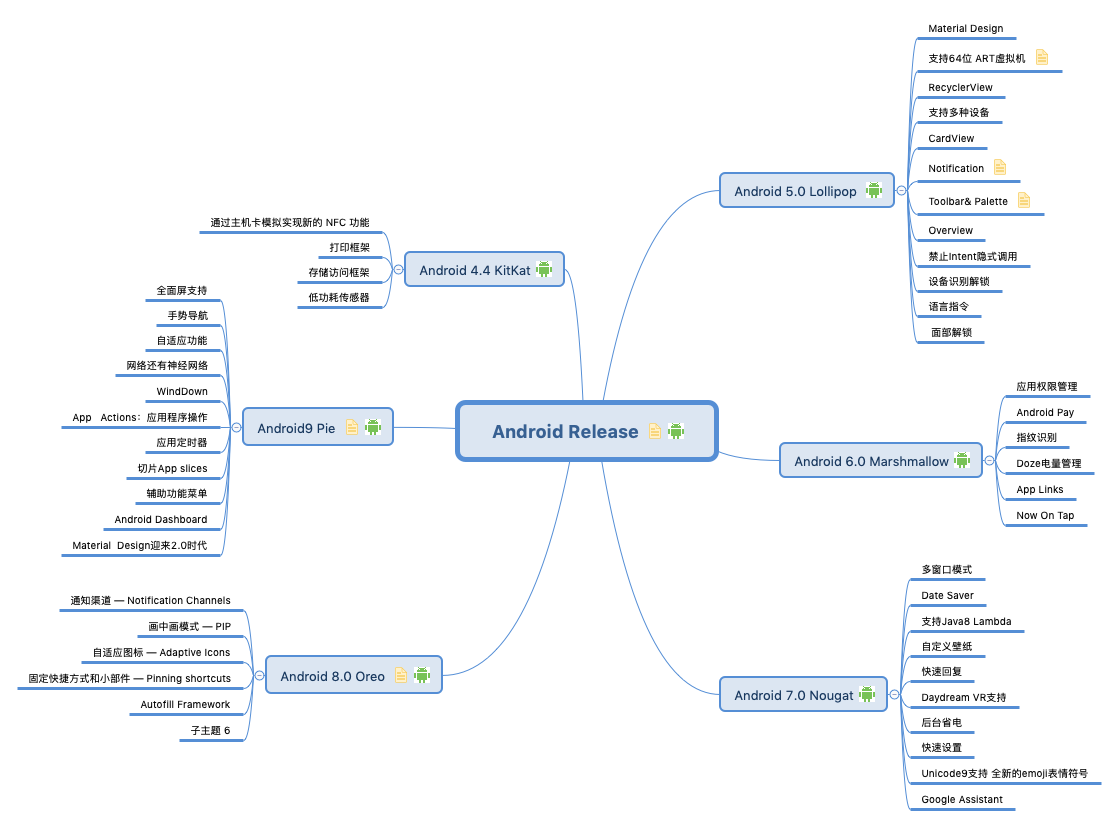 Android Release
Android 5.0 Lollipop
Material Design
支持64位 ART虚拟机
RecyclerView
支持多种设备
CardView
Notification
Toolbar& Palette
Overview
禁止Intent隐式调用
设备识别解锁
语言指令
面部解锁
Android 6.0 Marshmallow
应用权限管理
Android Pay
指纹识别
Doze电量管理
App Links
Now On Tap
Android 7.0 Nougat
多窗口模式
Date Saver
支持Java8 Lambda
自定义壁纸
快速回复
Daydream VR支持
后台省电
快速设置
Unicode9支持 全新的emoji表情符号
Google Assistant
Android 8.0 Oreo
通知渠道 — Notification Channels
画中画模式 — PIP
自适应图标 — Adaptive Icons
固定快捷方式和小部件 — Pinning shortcuts
Autofill Framework
子主题 6
Android9 Pie
全面屏支持
手势导航
自适应功能
网络还有神经网络
WindDown
App Actions：应用程序操作
应用定时器
切片App slices
辅助功能菜单
Android Dashboard
Material Design迎来2.0时代
Android 4.4 KitKat
通过主机卡模拟实现新的 NFC 功能
打印框架
存储访问框架
低功耗传感器